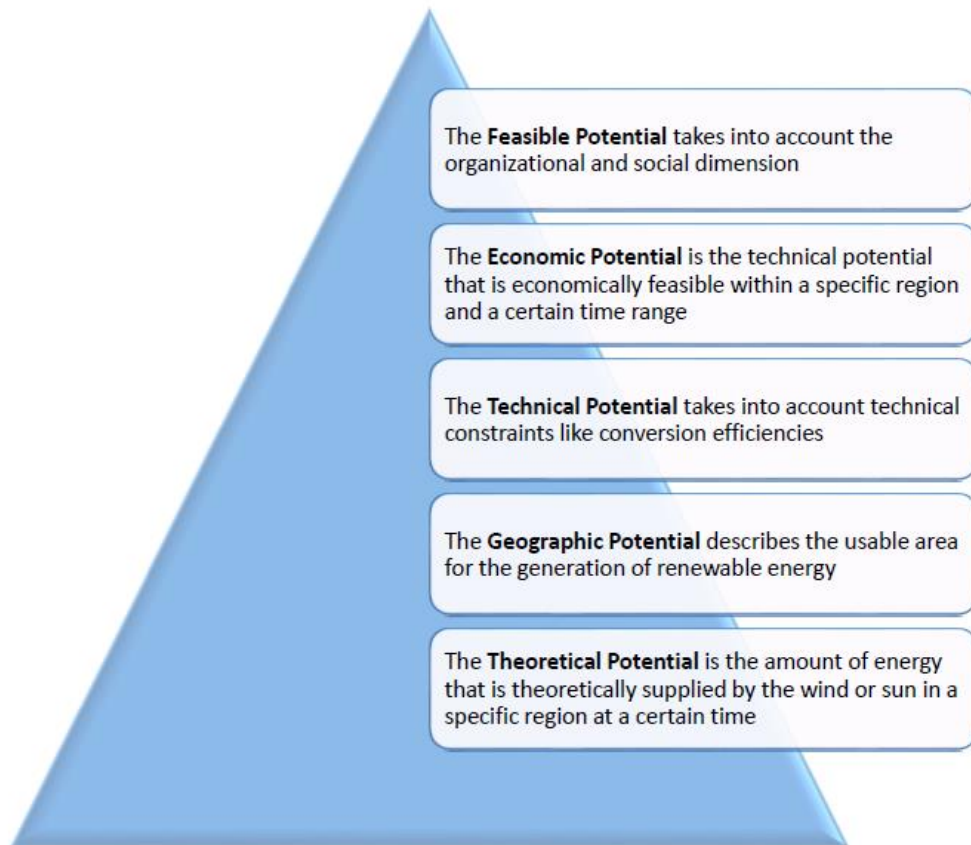 The Feasible Potential takes into account the
organizational and social dimension
The Economic Potential is the technical potential
that is economically feasible within a specific region
and a certain time range
The Technical Potential takes into account technical
constraints like conversion efficiencies
The Geographic Potential describes the usable area
for the generation of renewable energy
The Theoretical Potential is the amount of energy
that is theoretically supplied by the wind or sun in a
specific region at a certain time